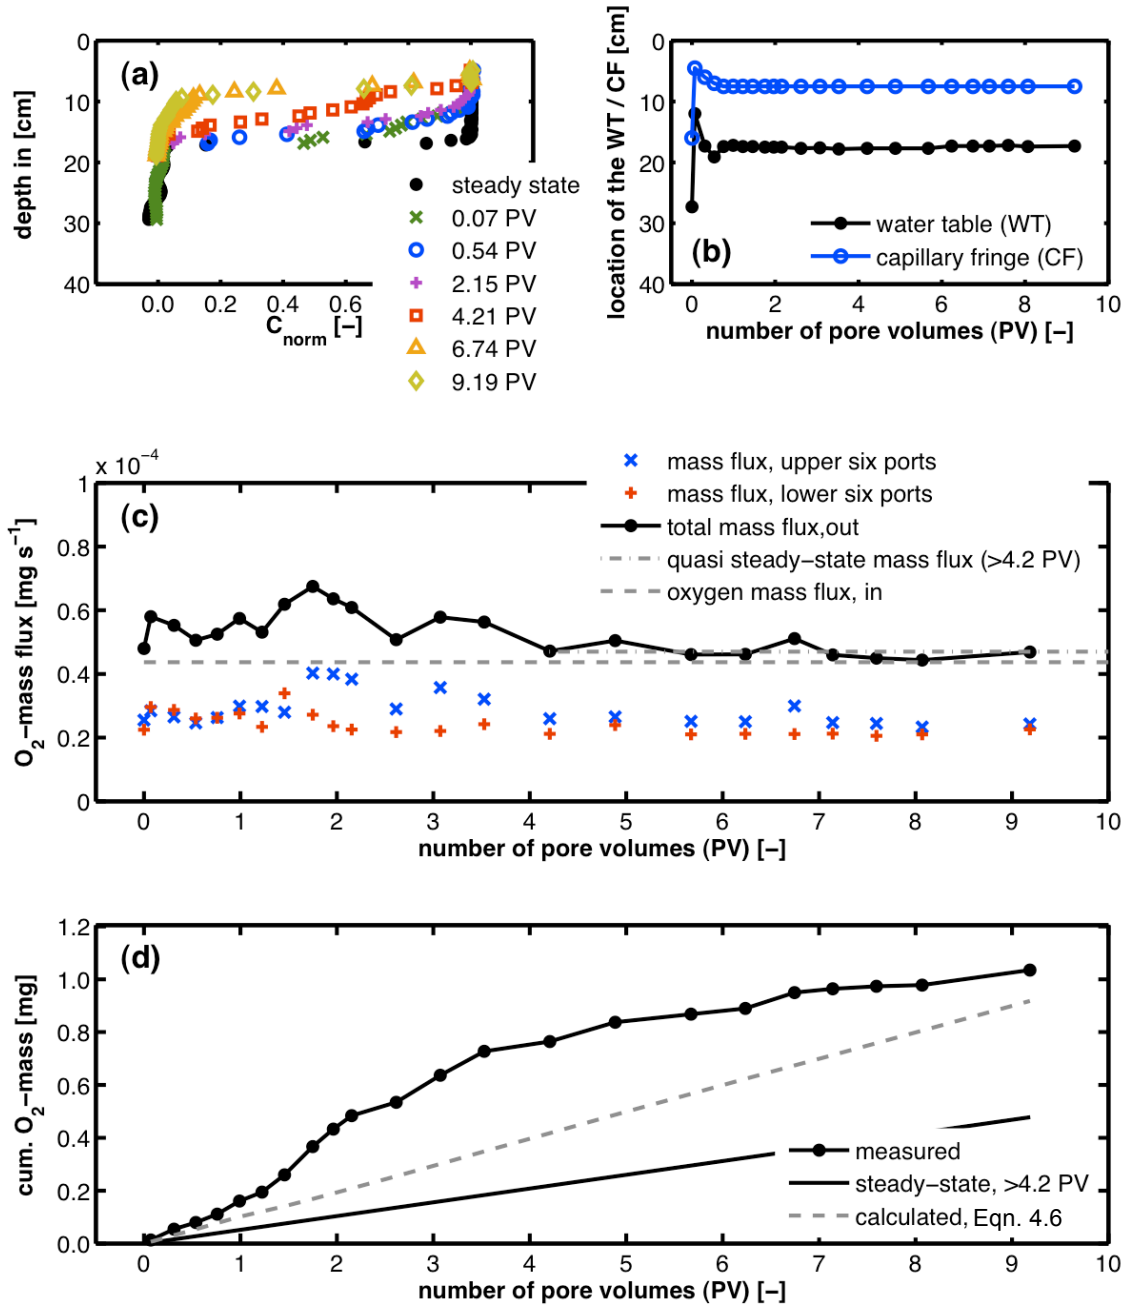 (a)
0
10
20
30
40
depth in [cm]
0.0
0.2
0.4
0.6
C_norm [–]
steady state
0.07 PV
0.54 PV
2.15 PV
4.21 PV
6.74 PV
9.19 PV
(b)
0
10
20
30
40
location of the WT / CF [cm]
water table (WT)
capillary fringe (CF)
0
2
4
6
8
10
number of pore volumes (PV) [–]
x 10⁻⁴
(c)
1
0.8
0.6
0.4
0.2
0
O₂–mass flux [mg s⁻¹]
mass flux, upper six ports
mass flux, lower six ports
total mass flux,out
quasi steady–state mass flux (>4.2 PV)
oxygen mass flux, in
0
1
2
3
4
5
6
7
8
9
10
number of pore volumes (PV) [–]
(d)
1.2
1.0
0.8
0.6
0.4
0.2
0.0
cum. O₂–mass [mg]
measured
steady–state, >4.2 PV
calculated, Eqn. 4.6
0
1
2
3
4
5
6
7
8
9
10
number of pore volumes (PV) [–]